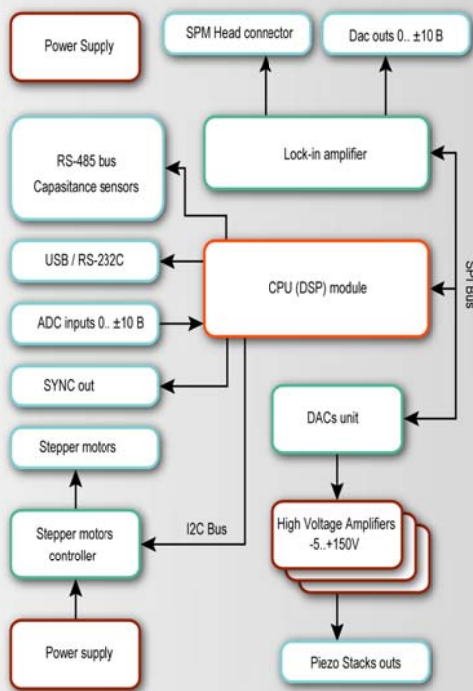 Power Supply
SPM Head connector
Dac outs 0.. ±10 B
Lock-in amplifier
RS-485 bus
Capasitance sensors
USB / RS-232C
CPU (DSP) module
SPI Bus
ADC inputs 0.. ±10 B
SYNC out
DACs unit
Stepper motors
I2C Bus
High Voltage Amplifiers
-5..+150V
Stepper motors
controller
Power supply
Piezo Stacks outs